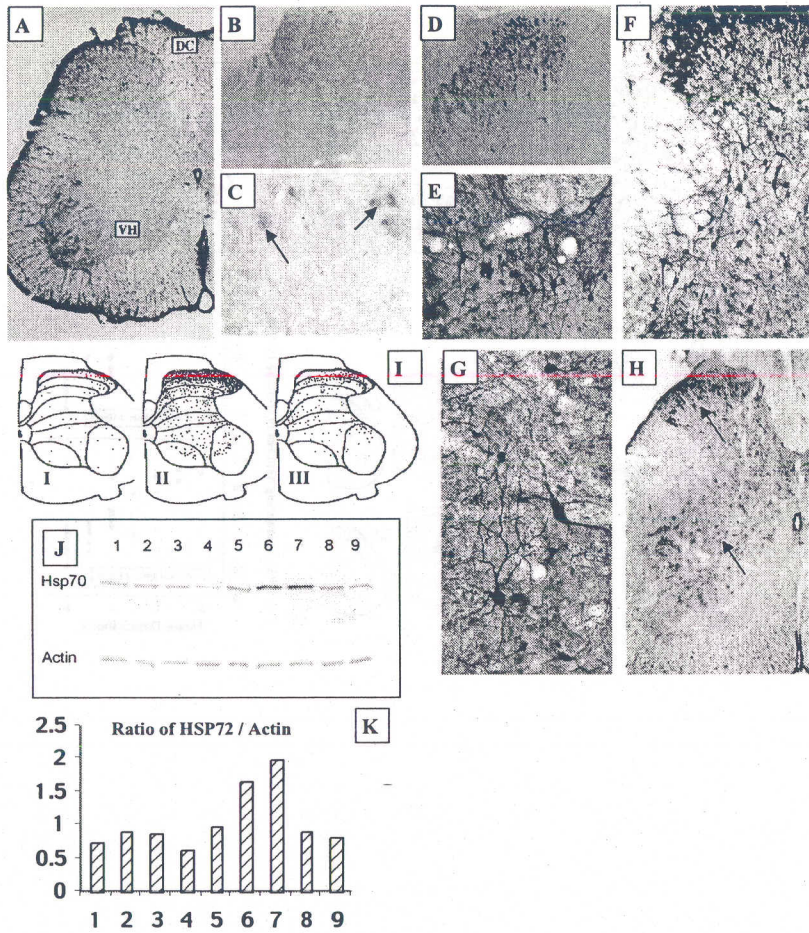 A
DC
VH
B
C
D
E
F
I
II
III
I
G
H
J
1 2 3 4 5 6 7 8 9
Hsp70
Actin
Ratio of HSP72 / Actin
K
2.5
2
1.5
1
0.5
0
1 2 3 4 5 6 7 8 9